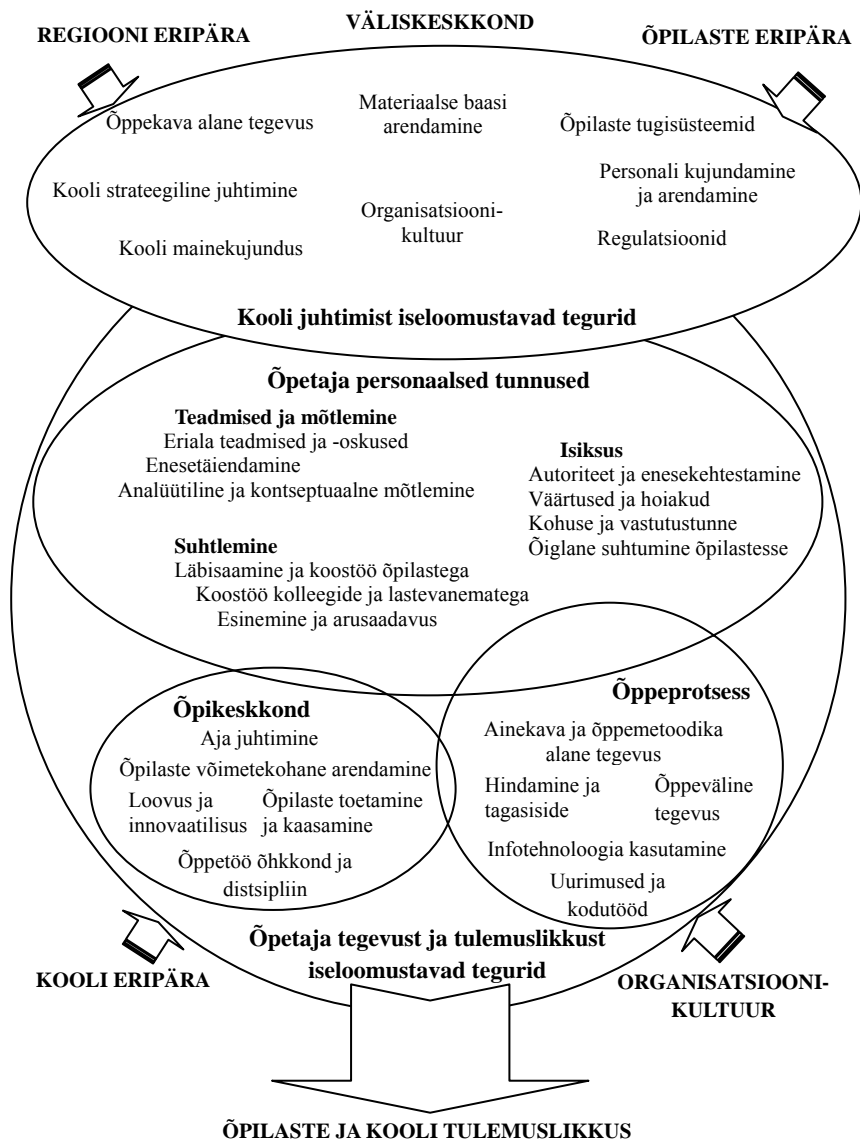 VÄLISKESKKOND
REGIOONI ERIPÄRA
ÕPILASTE ERIPÄRA
Õppekava alane tegevus
Materiaalse baasi
arendamine
Õpilaste tugisüsteemid
Kooli strateegiline juhtimine
Organisatsiooni-
kultuur
Personali kujundamine
ja arendamine
Kooli mainekujundus
Regulatsioonid
Kooli juhtimist iseloomustavad tegurid
Õpetaja personaalsed tunnused
Teadmised ja mõtlemine
Eriala teadmised ja -oskused
Enesetäiendamine
Analüütiline ja kontseptuaalne mõtlemine
Isiksus
Autoriteet ja enesekehtestamine
Väärtused ja hoiakud
Kohuse ja vastutustunne
Õiglane suhtumine õpilastesse
Suhtlemine
Läbisaamine ja koostöö õpilastega
Koostöö kolleegide ja lastevanematega
Esinemine ja arusaadavus
Õpikeskkond
Aja juhtimine
Õpilaste võimetekohane arendamine
Loovus ja
innovaatilisus
Õpilaste toetamine
ja kaasamine
Õppetöö õhkkond ja
distsipliin
Õppeprotsess
Ainekava ja õppemetoodika
alane tegevus
Hindamine ja
tagasiside
Õppeväline
tegevus
Infotehnoloogia kasutamine
Uurimused ja
kodutööd
Õpetaja tegevust ja tulemuslikkust
iseloomustavad tegurid
KOOLI ERIPÄRA
ORGANISATSIOONI-
KULTUUR
ÕPILASTE JA KOOLI TULEMUSLIKKUS